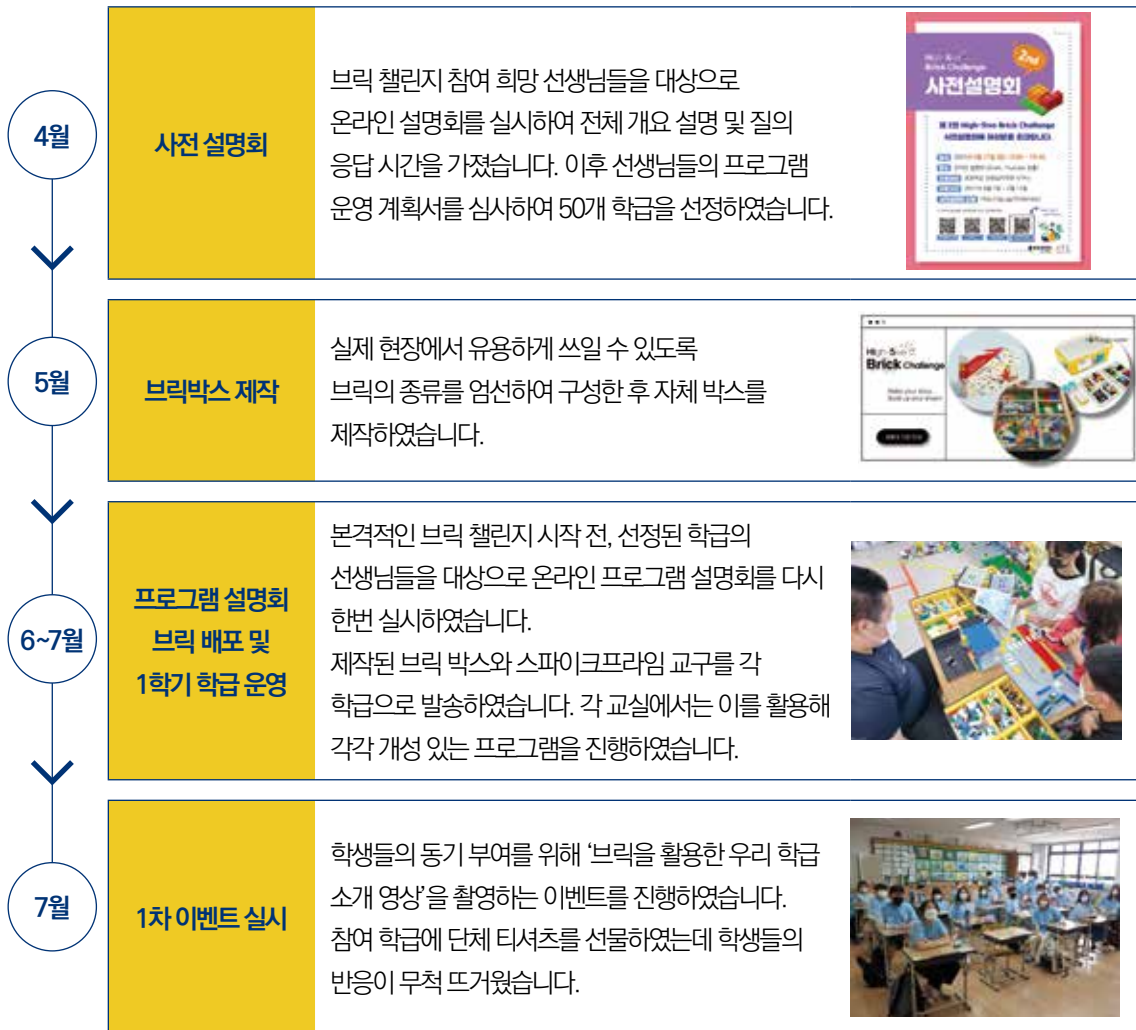 4월
사전 설명회
브릭 챌린지 참여 희망 선생님들을 대상으로
온라인 설명회를 실시하여 전체 개요 설명 및 질의
응답 시간을 가졌습니다. 이후 선생님들의 프로그램
운영 계획서를 심사하여 50개 학급을 선정하였습니다.
2nd
High-5ive
Brick Challenge
사전설명회
5월
브릭박스 제작
실제 현장에서 유용하게 쓰일 수 있도록
브릭의 종류를 엄선하여 구성한 후 자체 박스를
제작하였습니다.
High-5ive
Brick Challenge
6~7월
프로그램 설명회
브릭 배포 및
1학기 학급 운영
본격적인 브릭 챌린지 시작 전, 선정된 학급의
선생님들을 대상으로 온라인 프로그램 설명회를 다시
한번 실시하였습니다.
제작된 브릭 박스와 스파이크프라임 교구를 각
학급으로 발송하였습니다. 각 교실에서는 이를 활용해
각각 개성 있는 프로그램을 진행하였습니다.
7월
1차 이벤트 실시
학생들의 동기 부여를 위해 ‘브릭을 활용한 우리 학급
소개 영상’을 촬영하는 이벤트를 진행하였습니다.
참여 학급에 단체 티셔츠를 선물하였는데 학생들의
반응이 무척 뜨거웠습니다.